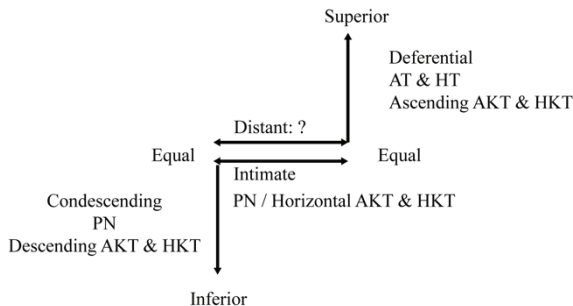 Superior
Deferential
AT & HT
Ascending AKT & HKT
Distant: ?
Equal
Equal
Intimate
PN / Horizontal AKT & HKT
Condescending
PN
Descending AKT & HKT
Inferior